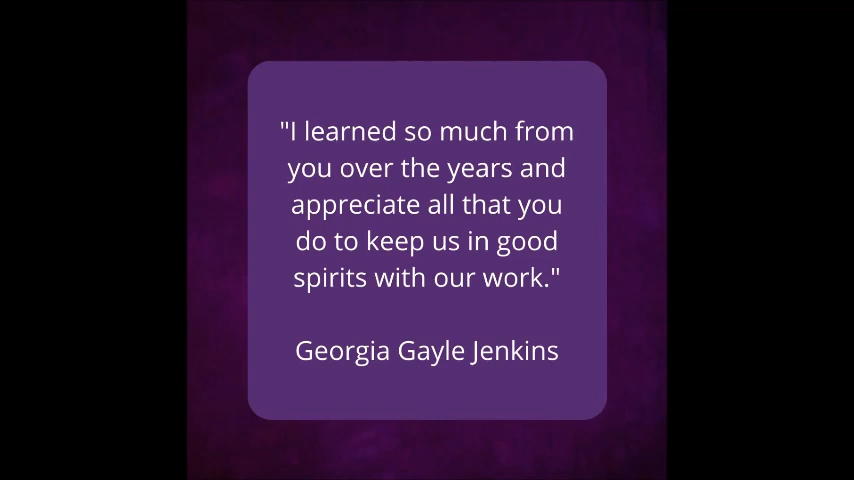 "I learned so much from
you over the years and
appreciate all that you
do to keep us in good
spirits with our work."
Georgia Gayle Jenkins